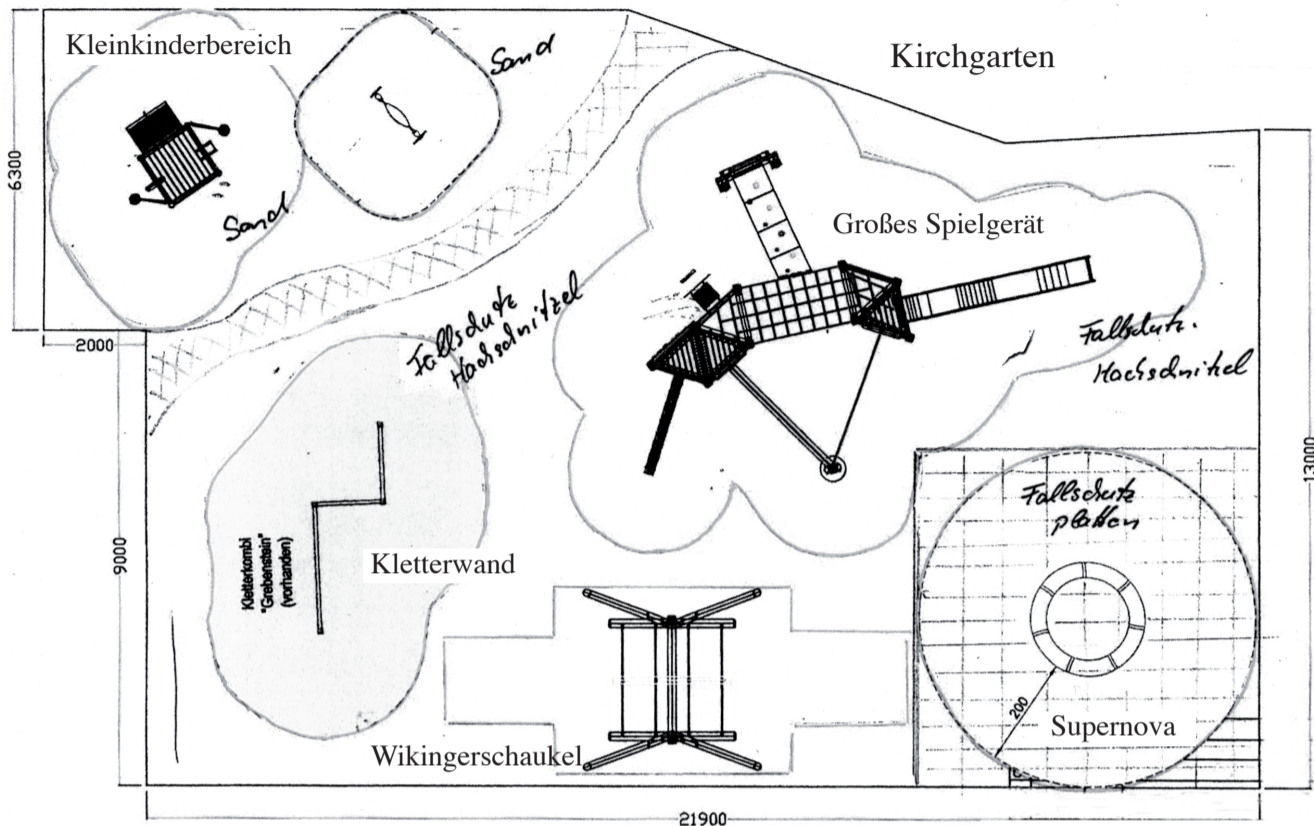 Kleinkinderbereich
Sand
Kirchgarten
6300
Sand
Großes Spielgerät
2000
Fallschutz
Hackschnitzel
Fallschutz.
Hackschnitzel
13000
Fallschutz
platten
9000
Kletterkombi
"Grebenstein"
(vorhanden)
Kletterwand
200
Supernova
Wikingerschaukel
21900